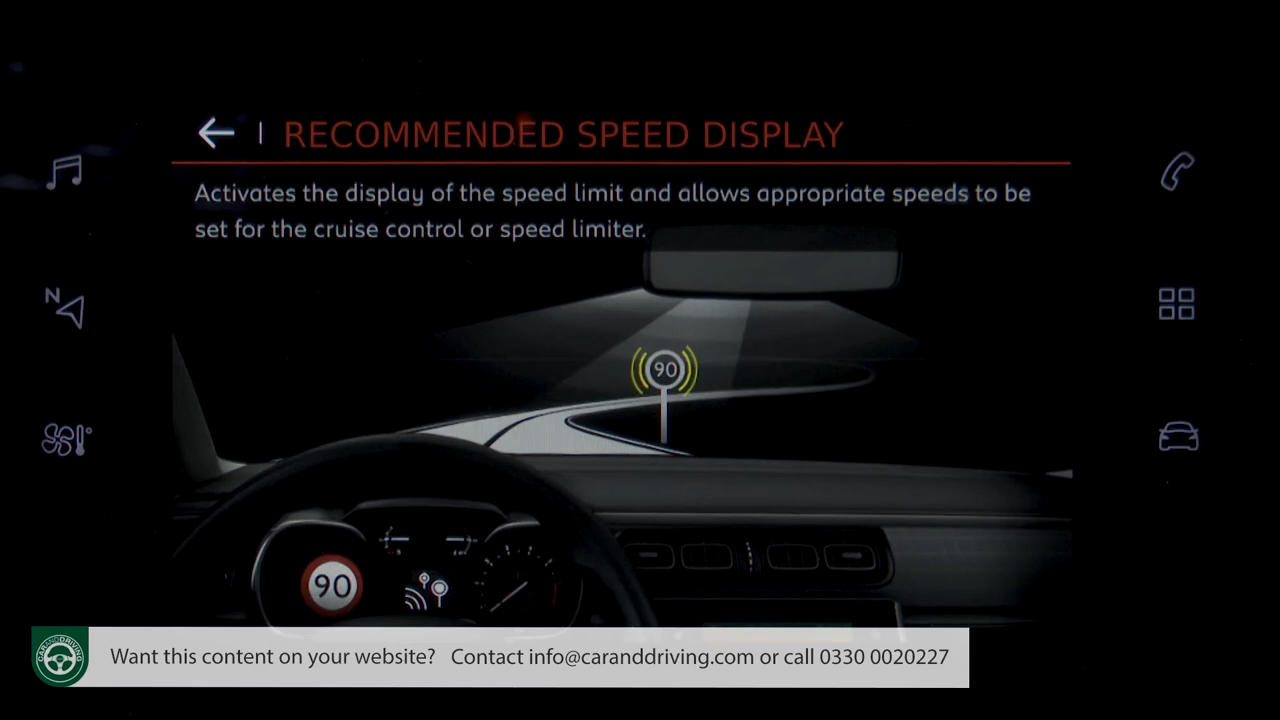 RECOMMENDED SPEED DISPLAY
Activates the display of the speed limit and allows appropriate speeds to be
set for the cruise control or speed limiter.
N
90
90
CARANDDRIVING
Want this content on your website? Contact info@caranddriving.com or call 0330 0020227